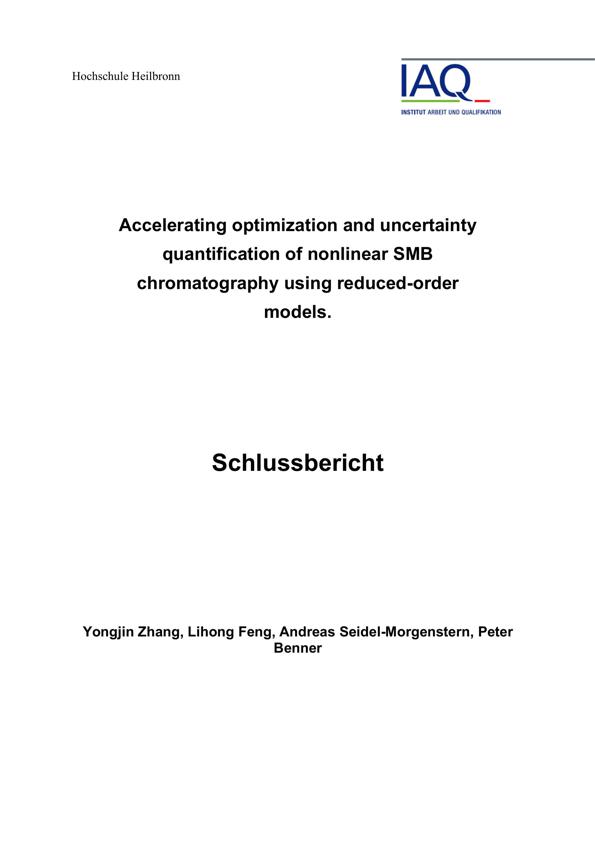 Hochschule Heilbronn
IAQ
INSTITUT ARBEIT UND QUALIFIKATION
Accelerating optimization and uncertainty
quantification of nonlinear SMB
chromatography using reduced-order
models.
Schlussbericht
Yongjin Zhang, Lihong Feng, Andreas Seidel-Morgenstern, Peter
Benner